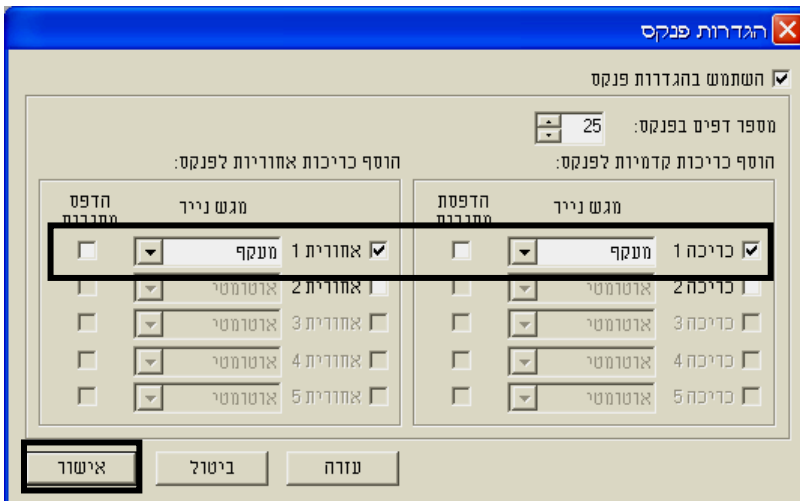 הגדרות פנקס
השתמש בהגדרות פנקס
מספר דפים בפנקס: 25
הוסף כריכות קדמיות לפנקס: הוסף כריכות אחוריות לפנקס:
מגש נייר הדפסת מחברות מגש נייר הדפס מחברות
כריכה 1 מעקף אחורית 1 מעקף
כריכה 2 אוטומטי אחורית 2 אוטומטי
כריכה 3 אוטומטי אחורית 3 אוטומטי
כריכה 4 אוטומטי אחורית 4 אוטומטי
כריכה 5 אוטומטי אחורית 5 אוטומטי
עזרה ביטול אישור